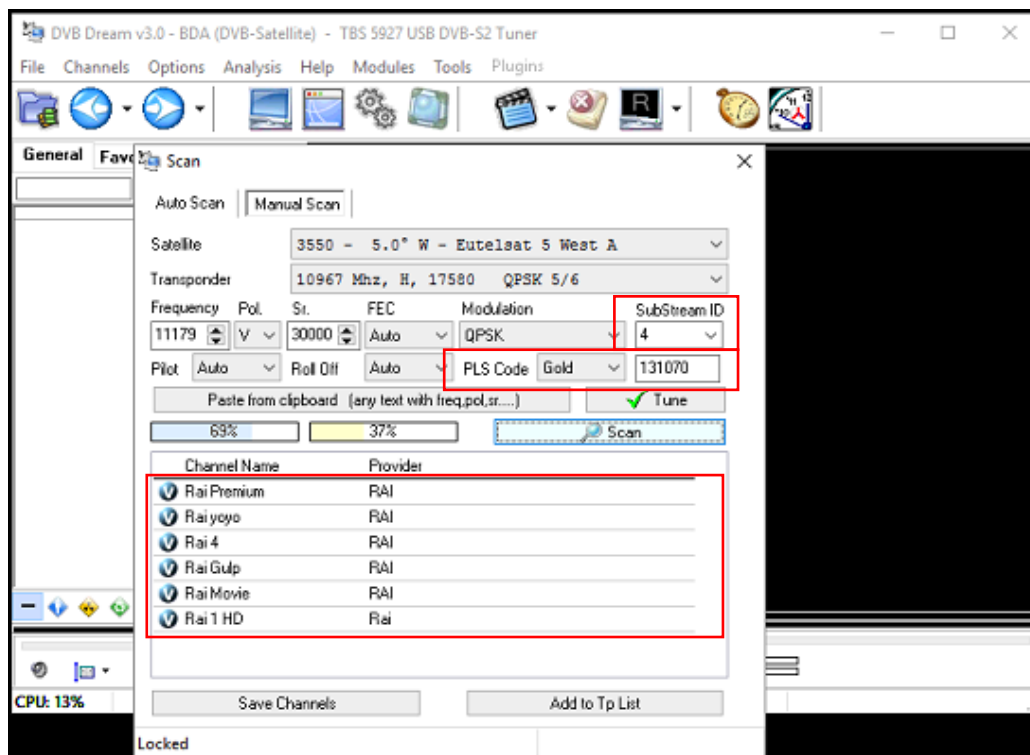 DVB Dream v3.0 - BDA (DVB-Satellite) - TBS 5927 USB DVB-S2 Tuner
File Channels Options Analysis Help Modules Tools Plugins
General Favo
Scan
Auto Scan Manual Scan
Satellite 3550 - 5.0° W - Eutelsat 5 West A
Transponder 10967 Mhz, H, 17580 QPSK 5/6
Frequency Pol. Sr. FEC Modulation SubStream ID
11179 V 30000 Auto QPSK 4
Pilot Auto Roll Off Auto PLS Code Gold 131070
Paste from clipboard (any text with freq,pol,sr.....) Tune
69% 37% Scan
Channel Name Provider
Rai Premium RAI
Rai yoyo RAI
Rai 4 RAI
Rai Gulp RAI
Rai Movie RAI
Rai 1 HD Rai
CPU: 13% Save Channels Add to Tp List
Locked